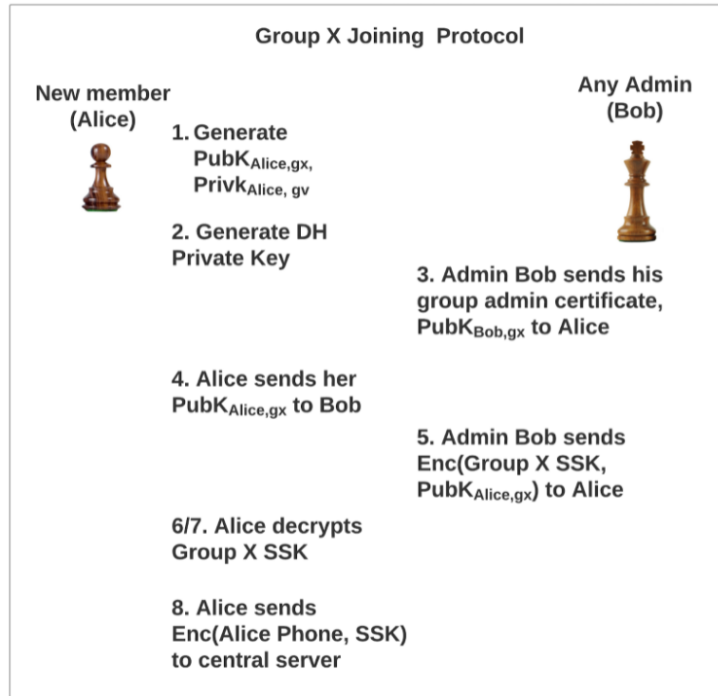 Group X Joining Protocol
New member
(Alice)
Any Admin
(Bob)
1. Generate
PubKAlice,gx,
PrivkAlice, gv
2. Generate DH
Private Key
3. Admin Bob sends his
group admin certificate,
PubKBob,gx to Alice
4. Alice sends her
PubKAlice,gx to Bob
5. Admin Bob sends
Enc(Group X SSK,
PubKAlice,gx) to Alice
6/7. Alice decrypts
Group X SSK
8. Alice sends
Enc(Alice Phone, SSK)
to central server